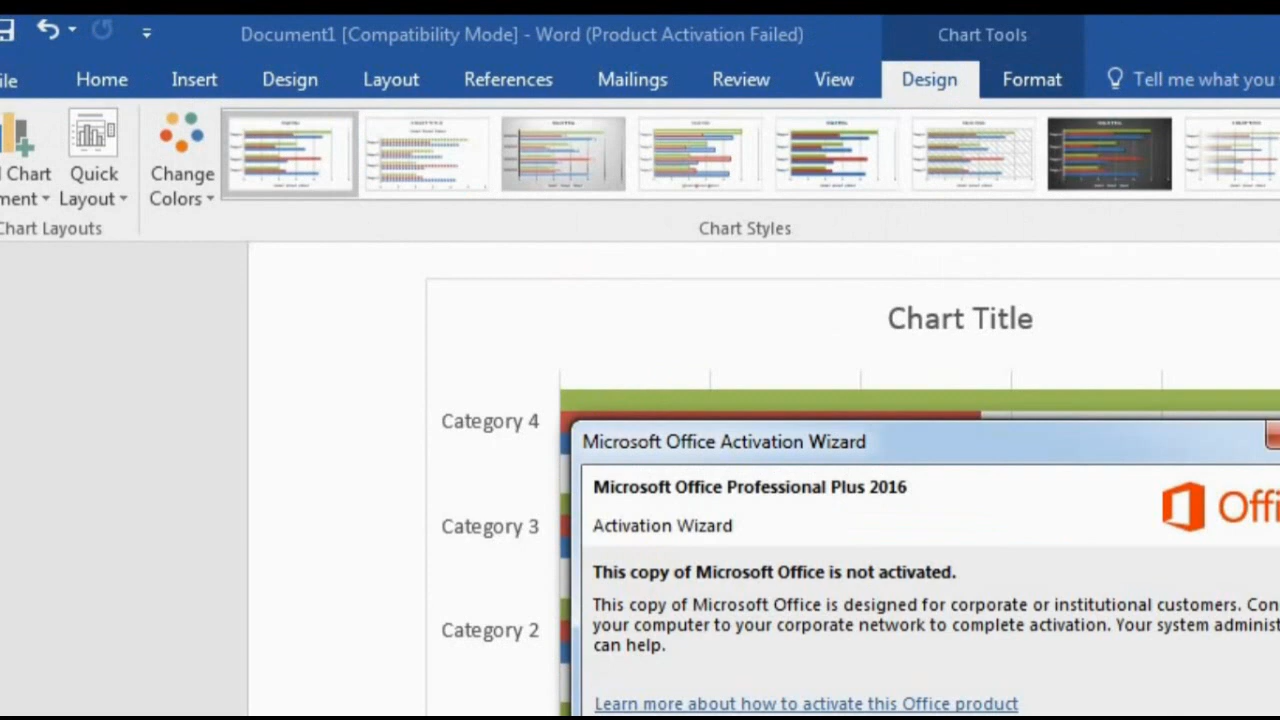 Document1 [Compatibility Mode] - Word (Product Activation Failed)
Chart Tools
Home Insert Design Layout References Mailings Review View Design Format Tell me what you
Chart Quick Change
Layout Colors
Layouts
Chart Styles
Chart Title
Category 4
Microsoft Office Activation Wizard
Microsoft Office Professional Plus 2016
Activation Wizard
Category 3
This copy of Microsoft Office is not activated.
This copy of Microsoft Office is designed for corporate or institutional customers. Con
your computer to your corporate network to complete activation. Your system administ
Category 2
can help.
Learn more about how to activate this Office product